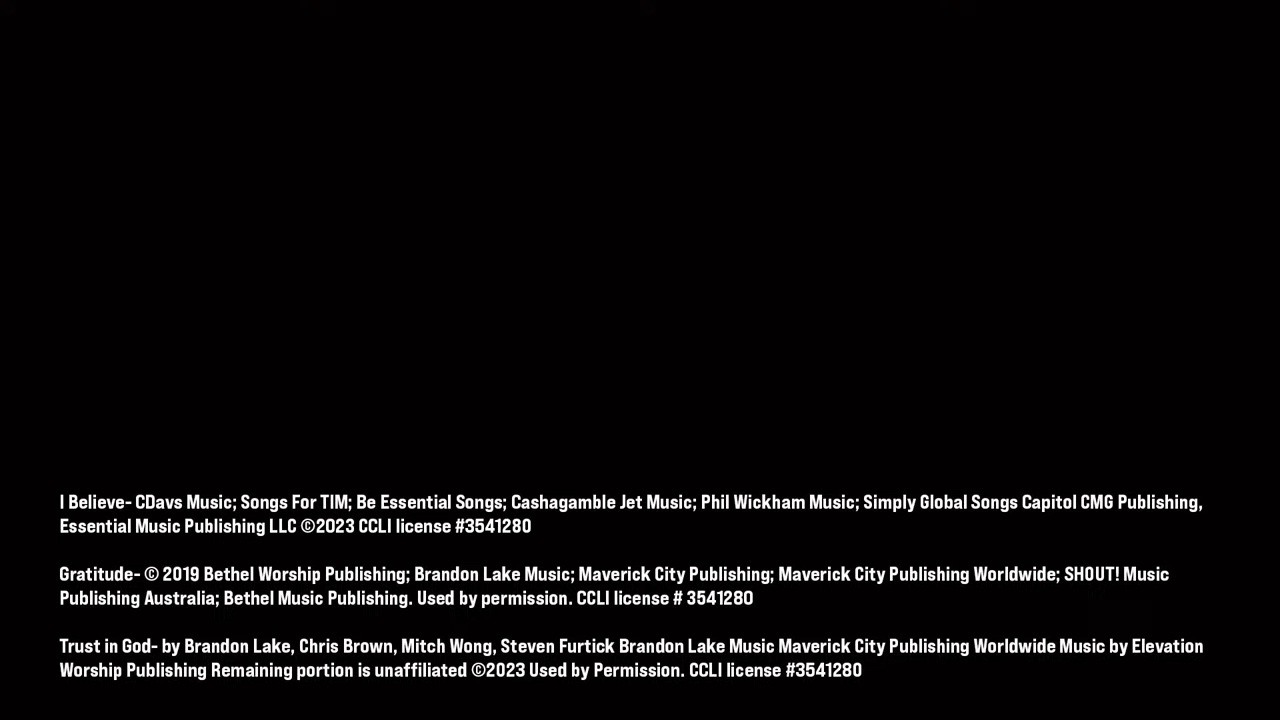 I Believe- CDavs Music; Songs For TIM; Be Essential Songs; Cashagamble Jet Music; Phil Wickham Music; Simply Global Songs Capitol CMG Publishing,
Essential Music Publishing LLC ©2023 CCLI license #3541280
Gratitude- © 2019 Bethel Worship Publishing; Brandon Lake Music; Maverick City Publishing; Maverick City Publishing Worldwide; SHOUT! Music
Publishing Australia; Bethel Music Publishing. Used by permission. CCLI license # 3541280
Trust in God- by Brandon Lake, Chris Brown, Mitch Wong, Steven Furtick Brandon Lake Music Maverick City Publishing Worldwide Music by Elevation
Worship Publishing Remaining portion is unaffiliated ©2023 Used by Permission. CCLI license #3541280